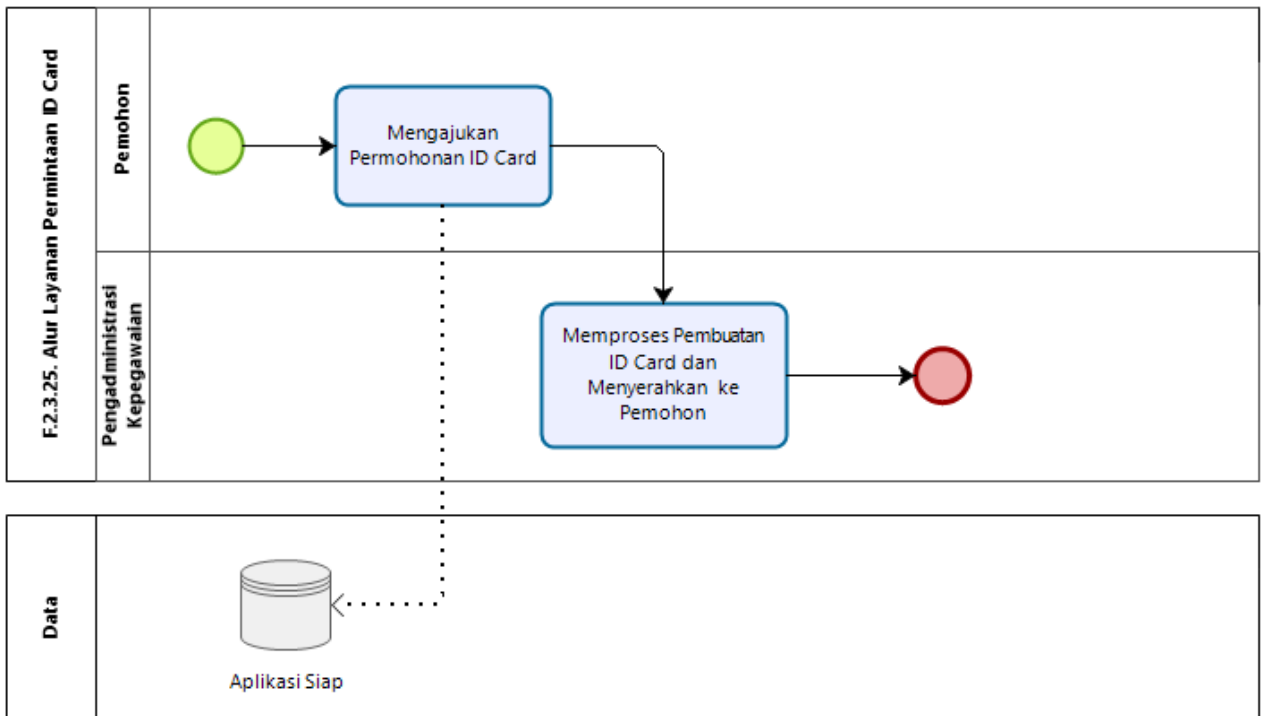 F.2.3.25. Alur Layanan Permintaan ID Card
Pemohon
Mengajukan
Permohonan ID Card
Pengadministrasi
Kepegawaian
Memproses Pembuatan
ID Card dan
Menyerahkan ke
Pemohon
Data
Aplikasi Siap